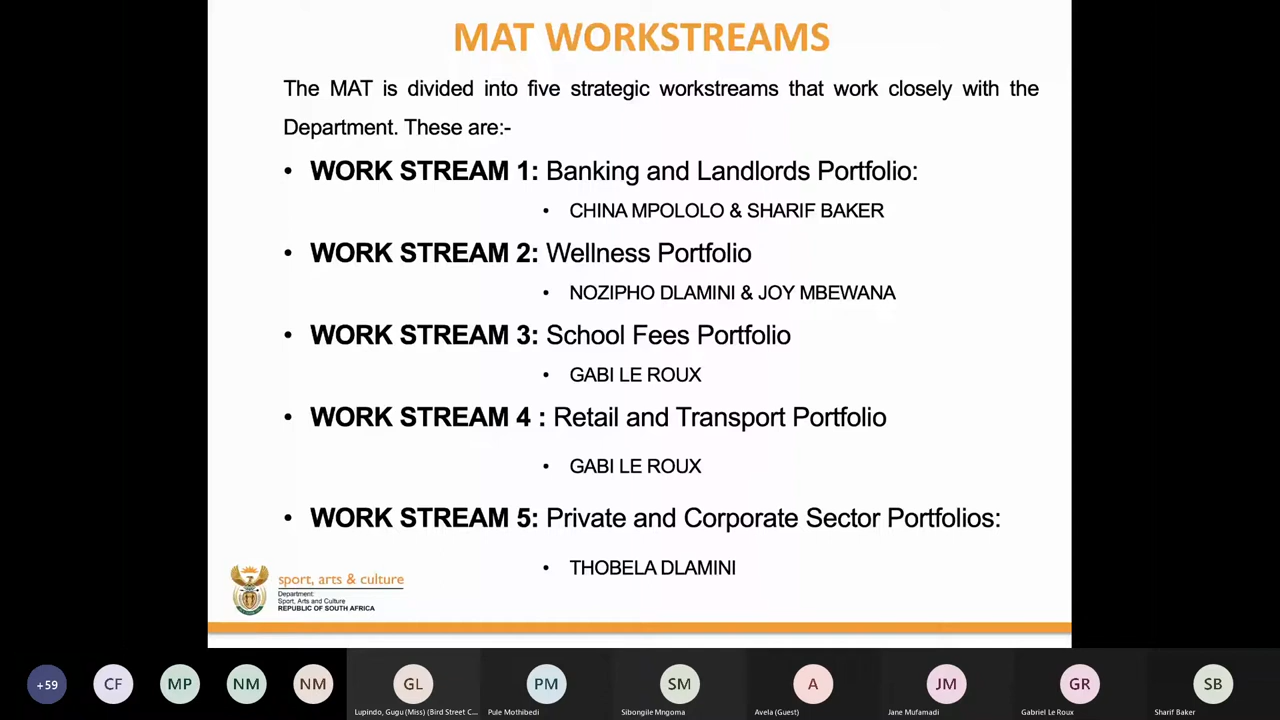 MAT WORKSTREAMS
The MAT is divided into five strategic workstreams that work closely with the
Department. These are:-
• WORK STREAM 1: Banking and Landlords Portfolio:
• CHINA MPOLOLO & SHARIF BAKER
• WORK STREAM 2: Wellness Portfolio
• NOZIPHO DLAMINI & JOY MBEWANA
• WORK STREAM 3: School Fees Portfolio
• GABI LE ROUX
• WORK STREAM 4 : Retail and Transport Portfolio
• GABI LE ROUX
• WORK STREAM 5: Private and Corporate Sector Portfolios:
• THOBELA DLAMINI
sport, arts & culture
Department:
Sport, Arts and Culture
REPUBLIC OF SOUTH AFRICA
+59 CF MP NM NM GL PM SM A JM GR SB
Lupindo, Gugu (Miss) (Bird Street C... Pule Mothibedi Sibongile Mngoma Avela (Guest) Jane Mufamadi Gabriel Le Roux Sharif Baker